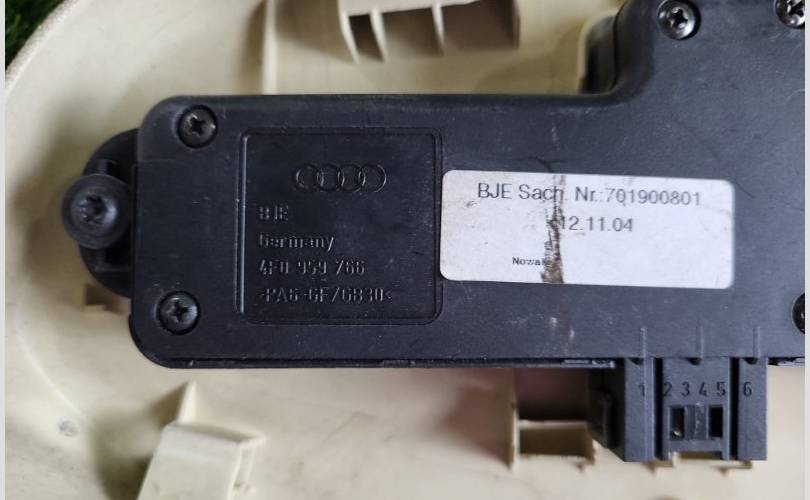 BJE
Germany
4F0 959 766
>PA6-GF/GB30<
BJE Sach. Nr.:701900801
12.11.04
1 2 3 4 5 6